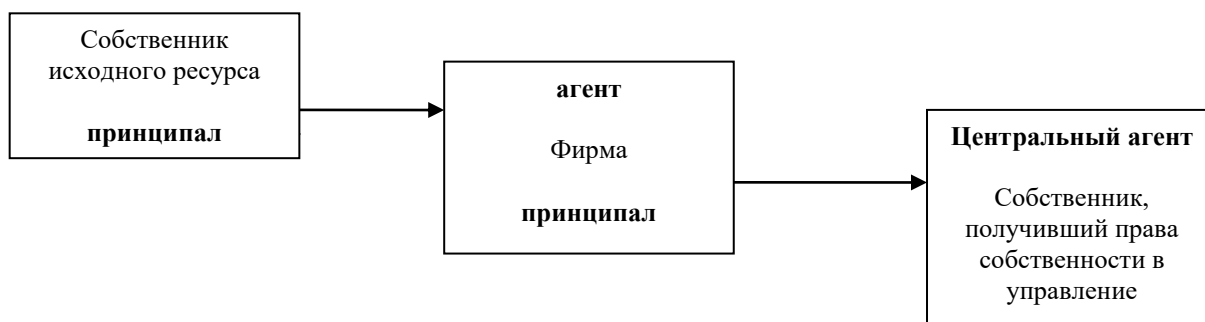 Собственник
исходного ресурса
принципал
агент
Фирма
принципал
Центральный агент
Собственник,
получивший права
собственности в
управление